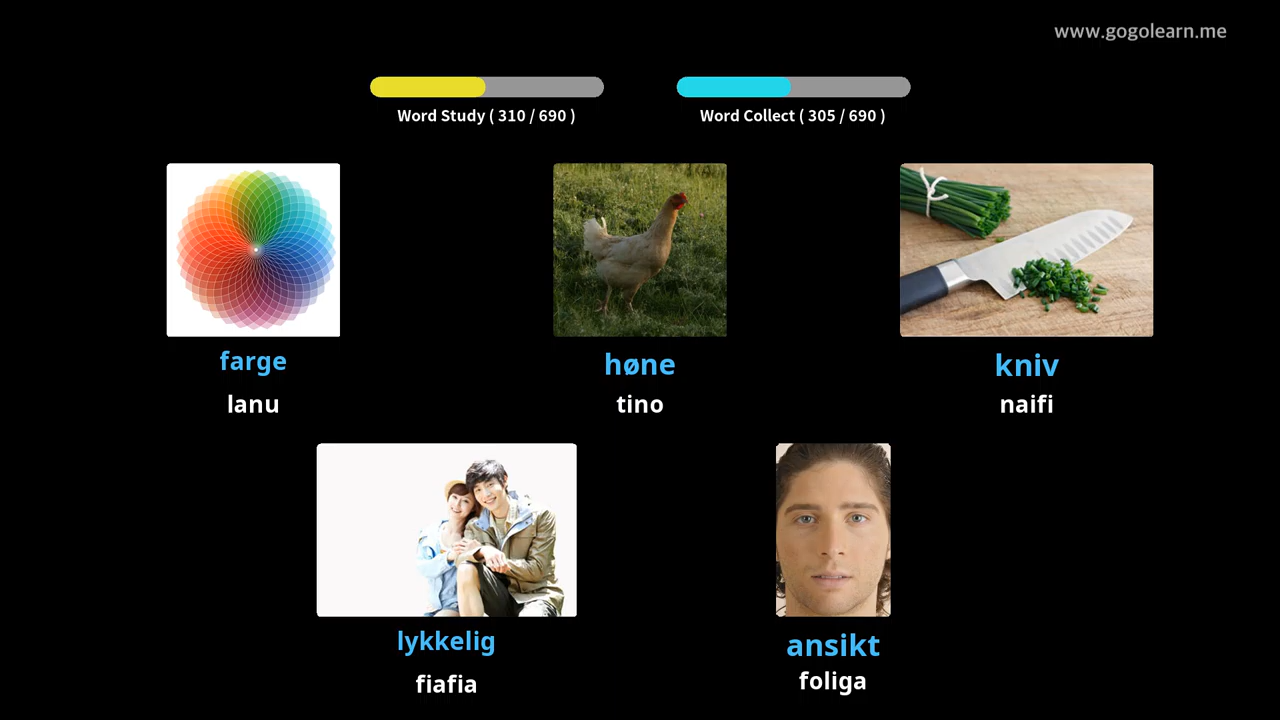 www.gogolearn.me
Word Study ( 310 / 690 )
Word Collect ( 305 / 690 )
farge
lanu
høne
tino
kniv
naifi
lykkelig
fiafia
ansikt
foliga